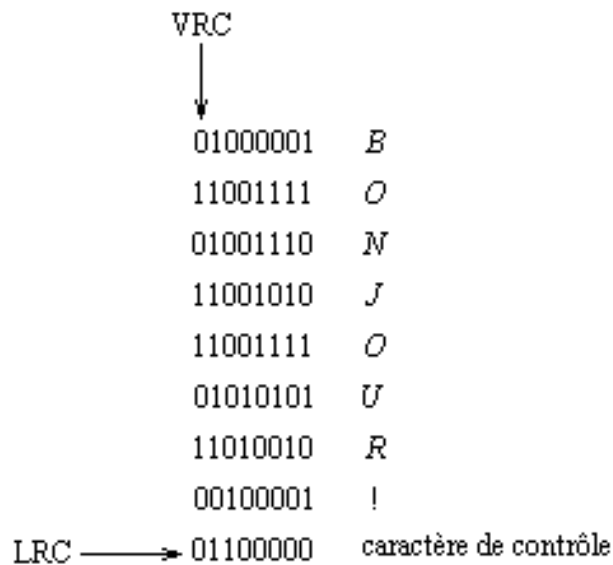 VRC
01000001 B
11001111 O
01001110 N
11001010 J
11001111 O
01010101 U
11010010 R
00100001 !
LRC 01100000 caractère de contrôle